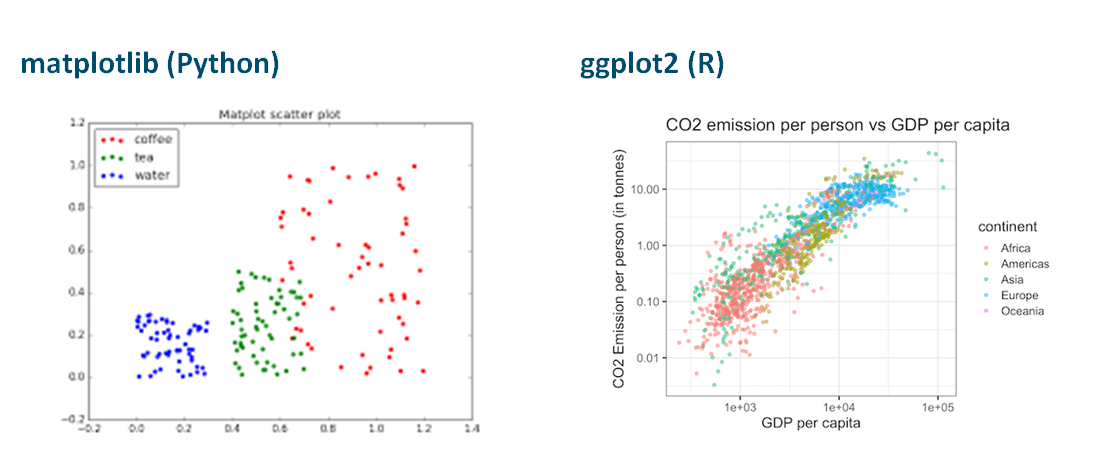 matplotlib (Python)
Matplot scatter plot
coffee
tea
water
1.2
1.0
0.8
0.6
0.4
0.2
0.0
−0.2
−0.2 0.0 0.2 0.4 0.6 0.8 1.0 1.2 1.4
ggplot2 (R)
CO2 emission per person vs GDP per capita
CO2 Emission per person (in tonnes)
10.00
1.00
0.10
0.01
1e+03 1e+04 1e+05
GDP per capita
continent
Africa
Americas
Asia
Europe
Oceania